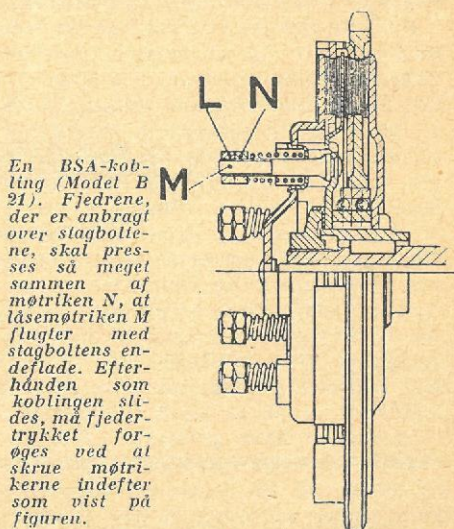 L N
M
En BSA-kob-
ling (Model B
21). Fjedrene,
der er anbragt
over stagbolte-
ne, skal pres-
ses så meget
sammen af
møtriken N, at
låsemøtriken M
flugter med
stagboltens en-
deflade. Efter-
hånden som
koblingen sli-
des, må fjeder-
trykket for-
øges ved at
skrue møtri-
kerne indefter
som vist på
figuren.